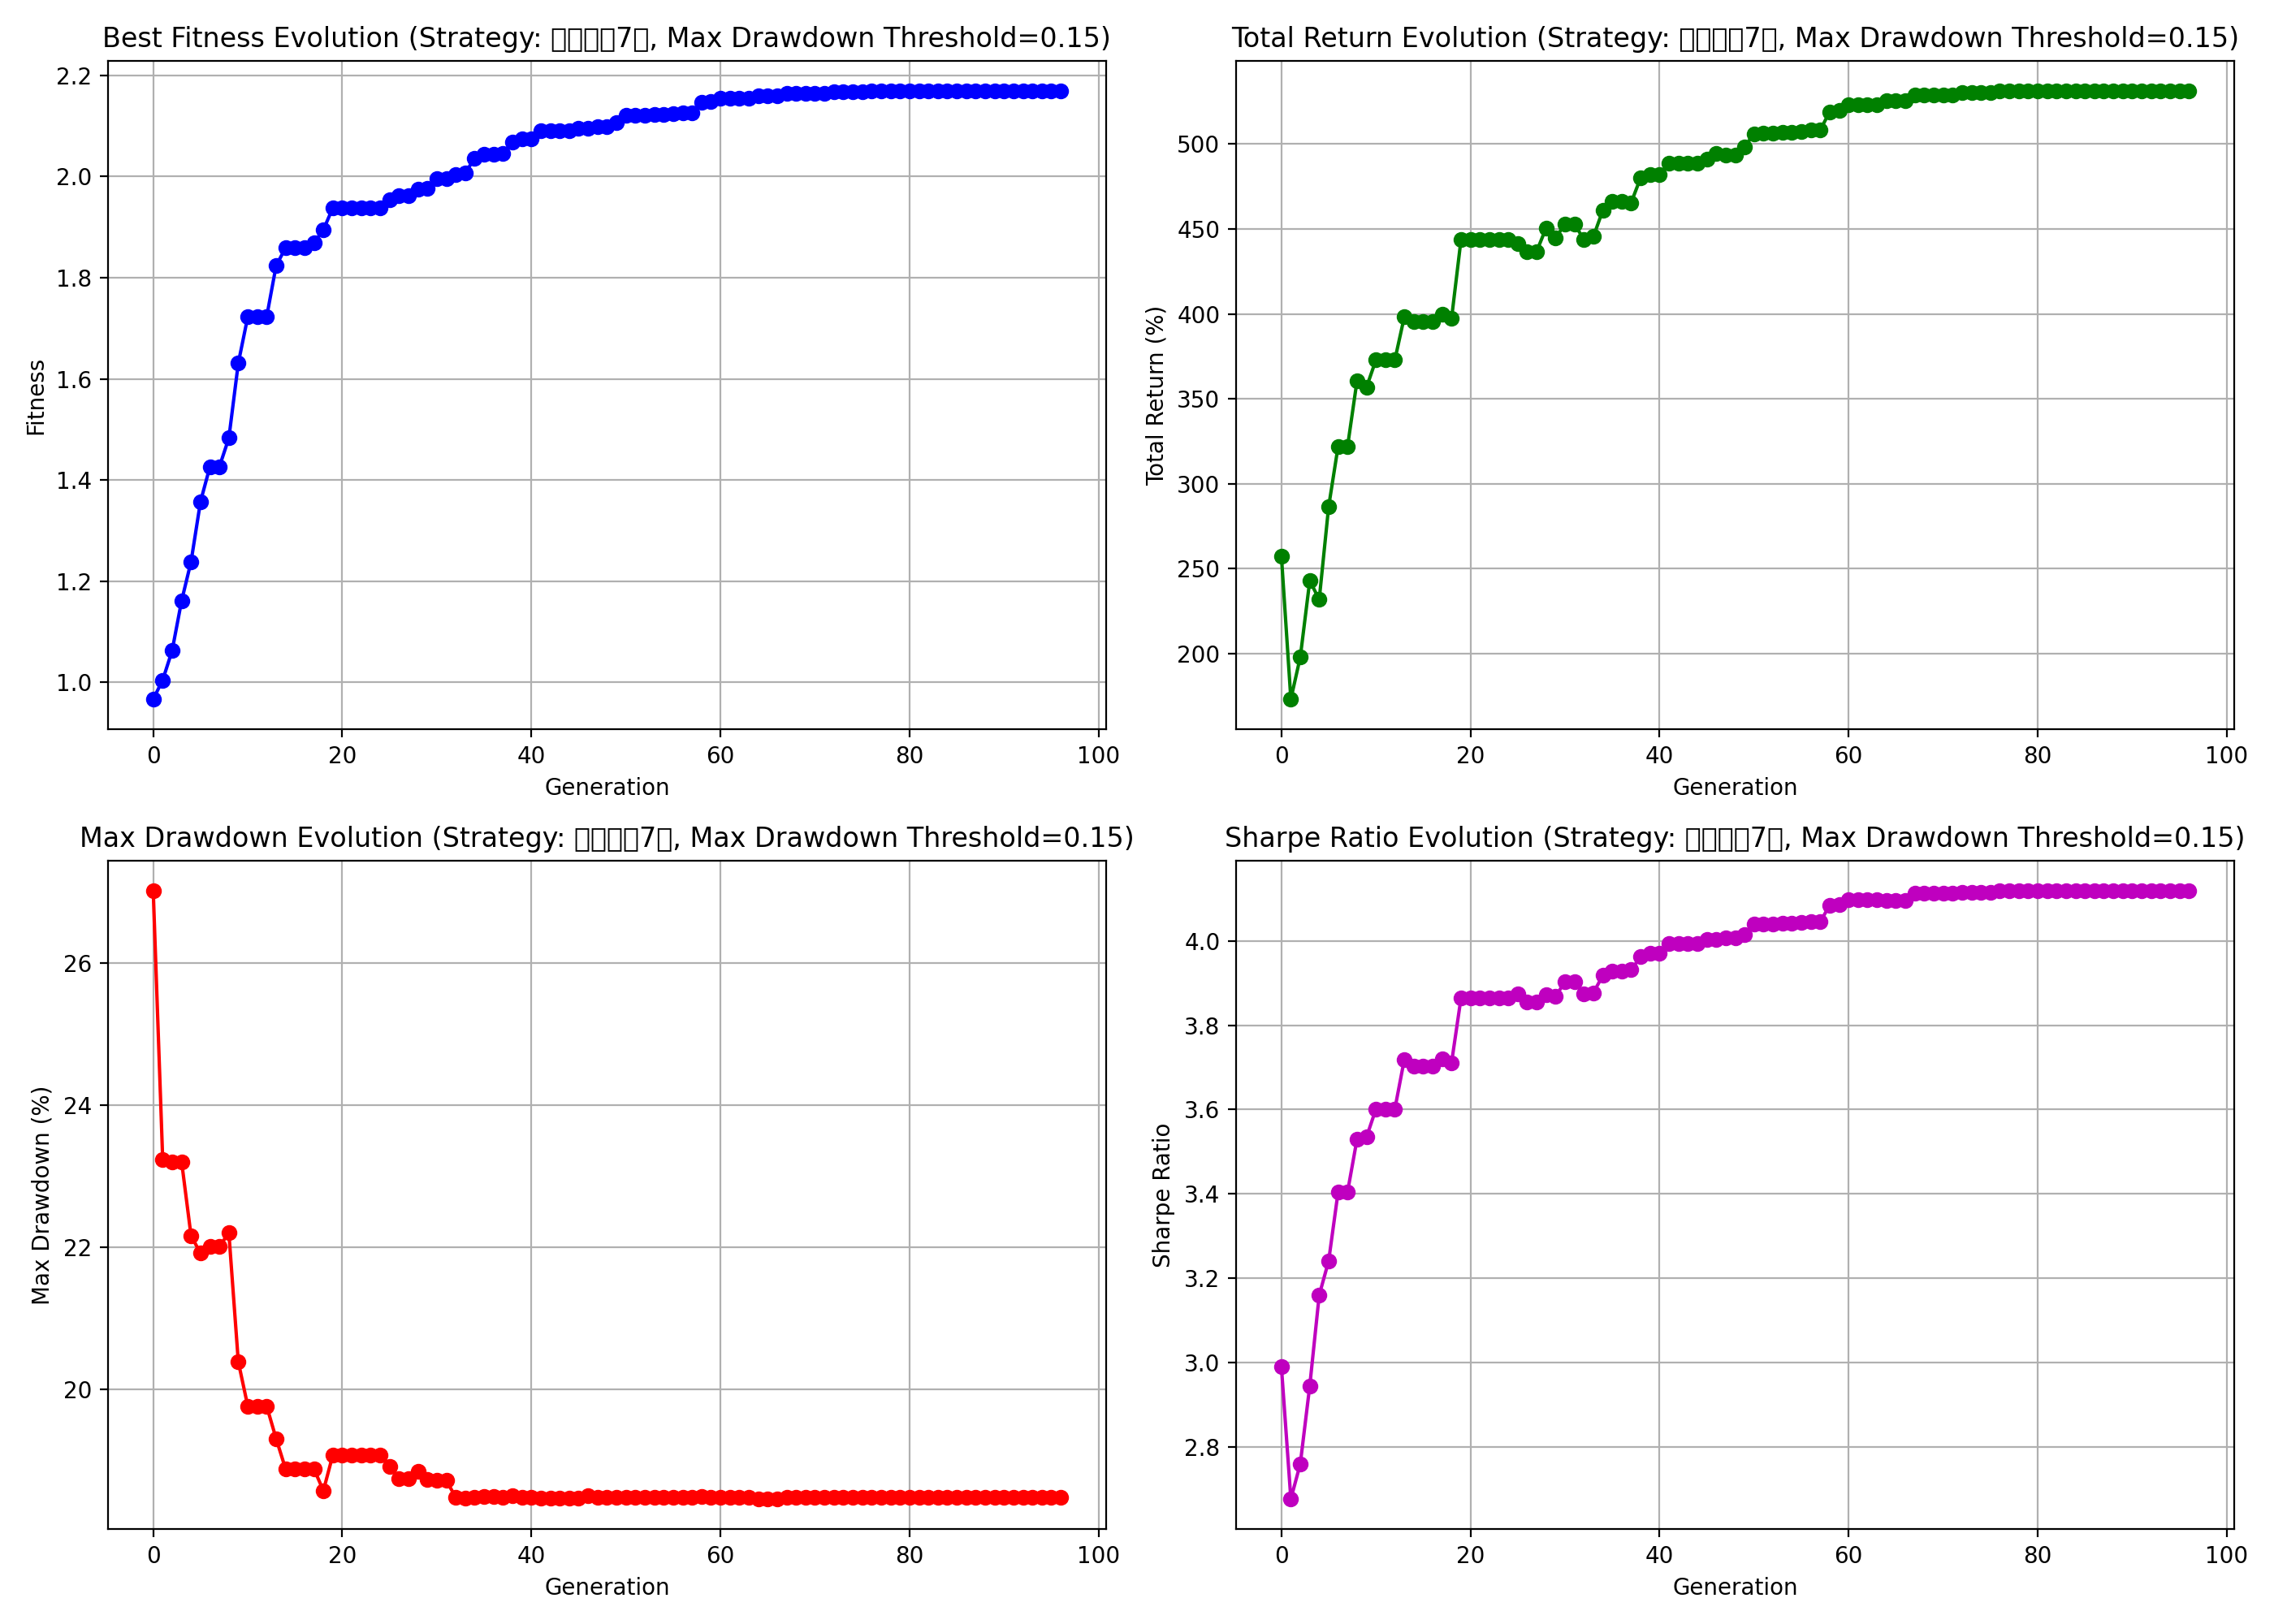 Best Fitness Evolution (Strategy: □□□□7□, Max Drawdown Threshold=0.15)
Total Return Evolution (Strategy: □□□□7□, Max Drawdown Threshold=0.15)
2.2
2.0
1.8
1.6
1.4
1.2
1.0
Fitness
0 20 40 60 80 100
Generation
500
450
400
350
300
250
200
Total Return (%)
0 20 40 60 80 100
Generation
Max Drawdown Evolution (Strategy: □□□□7□, Max Drawdown Threshold=0.15)
Sharpe Ratio Evolution (Strategy: □□□□7□, Max Drawdown Threshold=0.15)
26
24
22
20
Max Drawdown (%)
0 20 40 60 80 100
Generation
4.0
3.8
3.6
3.4
3.2
3.0
2.8
Sharpe Ratio
0 20 40 60 80 100
Generation